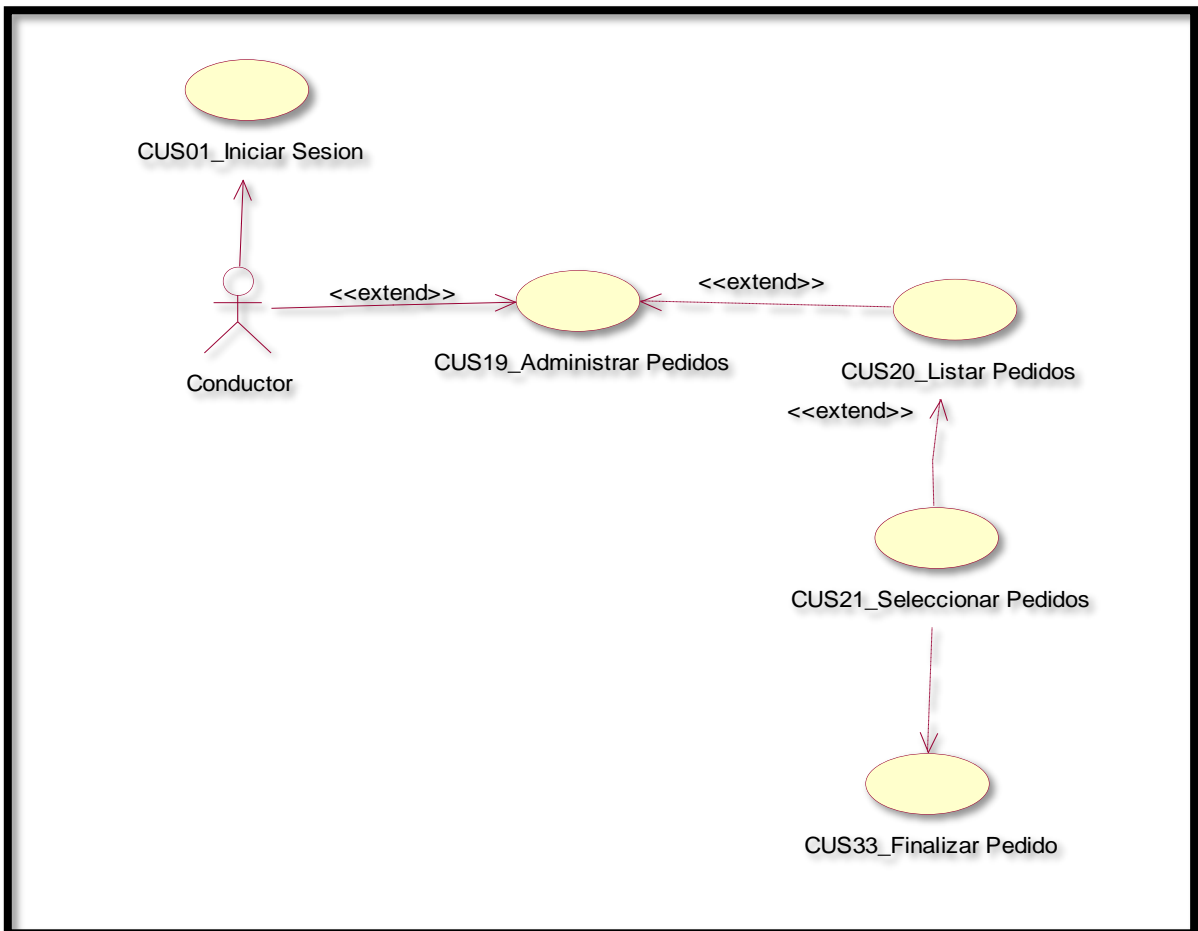 CUS01_Iniciar Sesion
<<extend>>
<<extend>>
CUS19_Administrar Pedidos
CUS20_Listar Pedidos
Conductor
<<extend>>
CUS21_Seleccionar Pedidos
CUS33_Finalizar Pedido